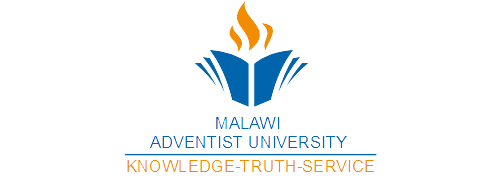 MALAWI
ADVENTIST UNIVERSITY
KNOWLEDGE-TRUTH-SERVICE